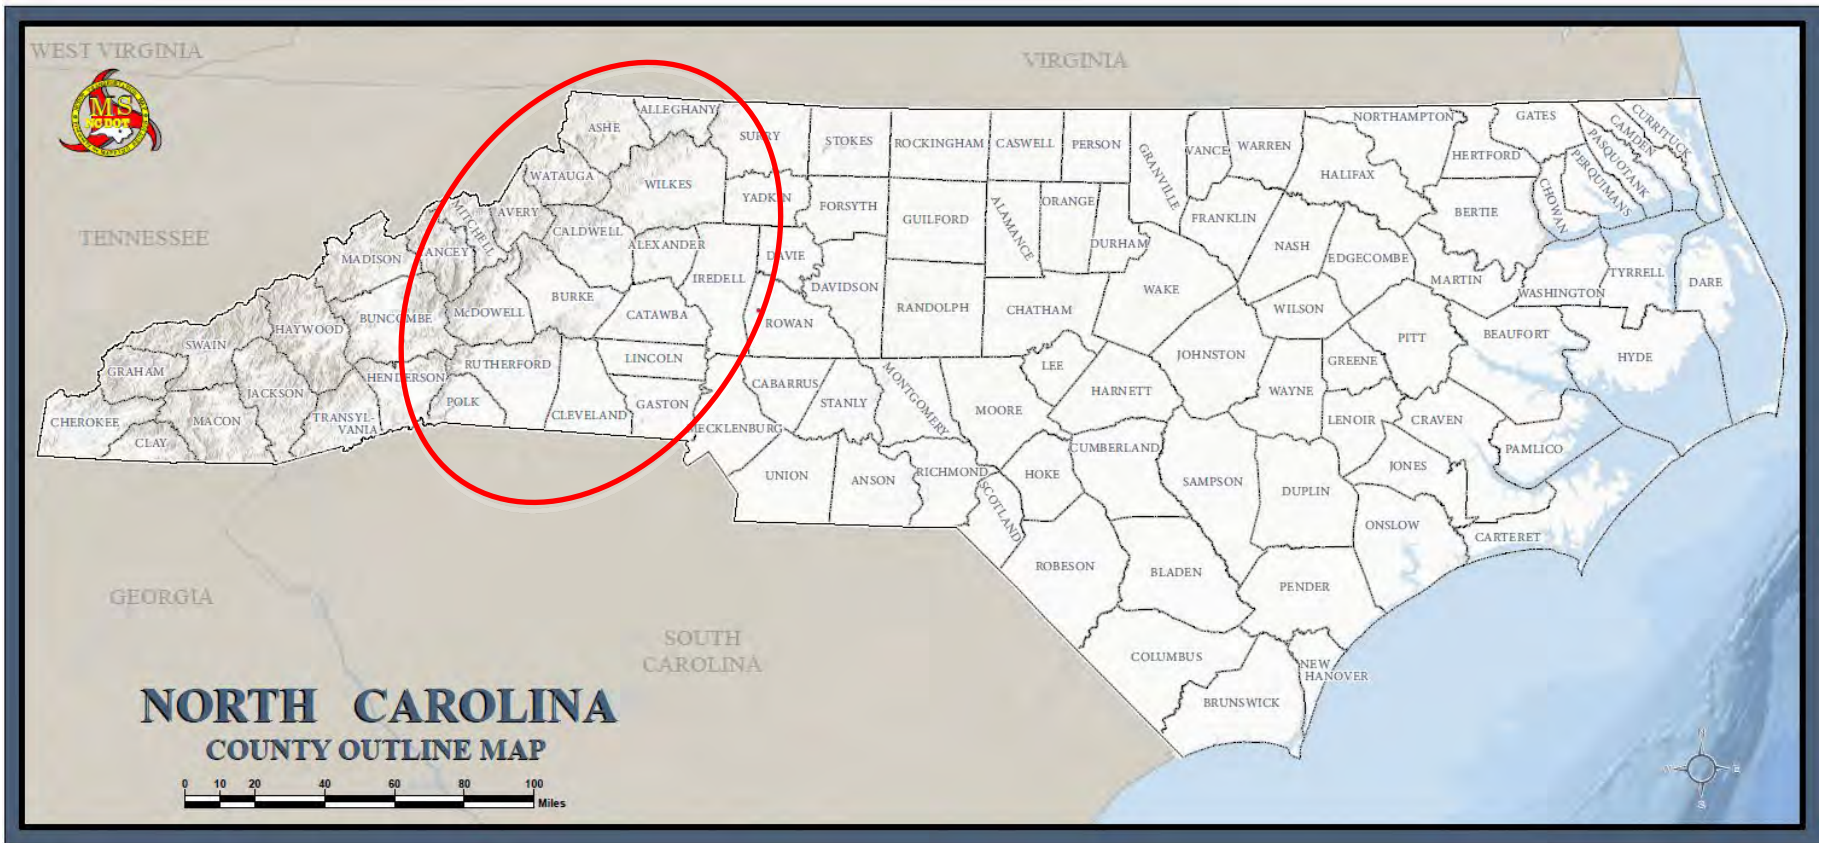 WEST VIRGINIA
VIRGINIA
MS
NCDOT
ALLEGHANY
ASHE
SURRY
STOKES
ROCKINGHAM
CASWELL
PERSON
GRANVILLE
VANCE
WARREN
NORTHAMPTON
GATES
CURRITUCK
CAMDEN
PASQUOTANK
PERQUIMANS
HERTFORD
CHOWAN
HALIFAX
BERTIE
WATAUGA
WILKES
YADKIN
FORSYTH
GUILFORD
ALAMANCE
ORANGE
DURHAM
FRANKLIN
NASH
EDGECOMBE
MARTIN
WASHINGTON
TYRRELL
DARE
TENNESSEE
MITCHELL
AVERY
CALDWELL
ALEXANDER
IREDELL
DAVIE
DAVIDSON
RANDOLPH
CHATHAM
WAKE
WILSON
PITT
BEAUFORT
HYDE
MADISON
ANCEY
BUNCOMBE
McDOWELL
BURKE
CATAWBA
ROWAN
HAYWOOD
SWAIN
GRAHAM
JACKSON
HENDERSON
RUTHERFORD
LINCOLN
CABARRUS
STANLY
MONTGOMERY
MOORE
LEE
HARNETT
JOHNSTON
WAYNE
GREENE
LENOIR
CRAVEN
PAMLICO
CHEROKEE
CLAY
MACON
TRANSYL-
VANIA
POLK
CLEVELAND
GASTON
MECKLENBURG
UNION
ANSON
RICHMOND
SCOTLAND
HOKE
CUMBERLAND
SAMPSON
DUPLIN
JONES
ONSLOW
CARTERET
ROBESON
BLADEN
PENDER
COLUMBUS
NEW
HANOVER
BRUNSWICK
GEORGIA
SOUTH
CAROLINA
NORTH CAROLINA
COUNTY OUTLINE MAP
0 10 20 40 60 80 100
Miles
N
W E
S